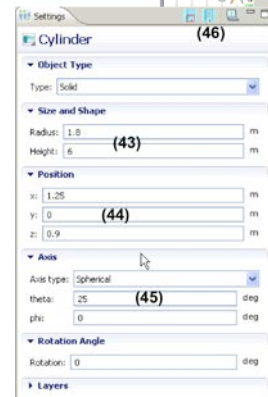 Settings
(46)
Cylinder
Object Type
Type: Solid
Size and Shape
Radius: 1.8 m
(43)
Height: 6 m
Position
x: 1.25 m
y: 0 (44) m
z: 0.9 m
Axis
Axis type: Spherical
theta: 25 (45) deg
phi: 0 deg
Rotation Angle
Rotation: 0 deg
Layers